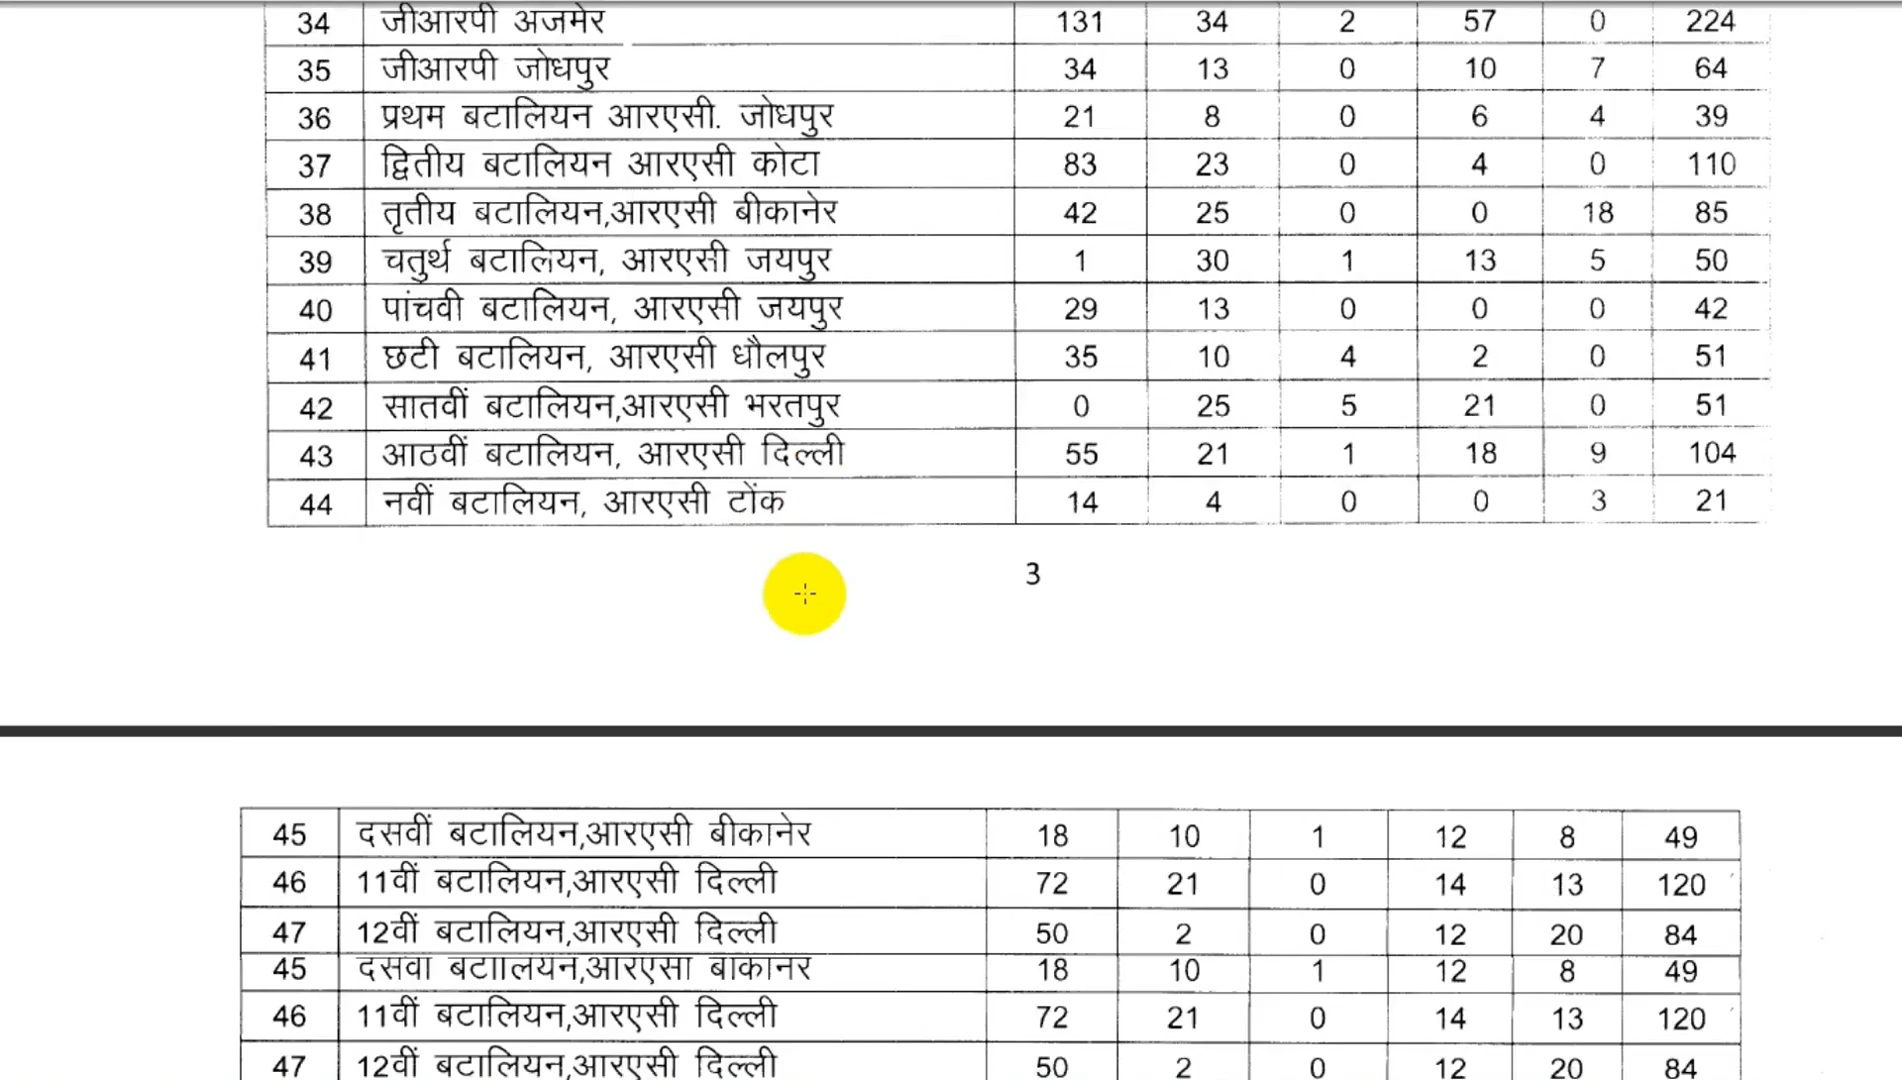 34 जीआरपी अजमेर 131 34 2 57 0 224
35 जीआरपी जोधपुर 34 13 0 10 7 64
36 प्रथम बटालियन आरएसी. जोधपुर 21 8 0 6 4 39
37 द्वितीय बटालियन आरएसी कोटा 83 23 0 4 0 110
38 तृतीय बटालियन,आरएसी बीकानेर 42 25 0 0 18 85
39 चतुर्थ बटालियन, आरएसी जयपुर 1 30 1 13 5 50
40 पांचवी बटालियन, आरएसी जयपुर 29 13 0 0 0 42
41 छटी बटालियन, आरएसी धौलपुर 35 10 4 2 0 51
42 सातवीं बटालियन,आरएसी भरतपुर 0 25 5 21 0 51
43 आठवीं बटालियन, आरएसी दिल्ली 55 21 1 18 9 104
44 नवीं बटालियन, आरएसी टोंक 14 4 0 0 3 21
3
45 दसवीं बटालियन,आरएसी बीकानेर 18 10 1 12 8 49
46 11वीं बटालियन,आरएसी दिल्ली 72 21 0 14 13 120
47 12वीं बटालियन,आरएसी दिल्ली 50 2 0 12 20 84
45 दसवीं बटालियन,आरएसी बीकानेर 18 10 1 12 8 49
46 11वीं बटालियन,आरएसी दिल्ली 72 21 0 14 13 120
47 12वीं बटालियन,आरएसी दिल्ली 50 2 0 12 20 84